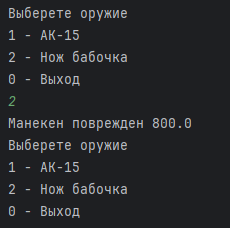 Выберете оружие
1 - АК-15
2 - Нож бабочка
0 - Выход
2
Манекен поврежден 800.0
Выберете оружие
1 - АК-15
2 - Нож бабочка
0 - Выход